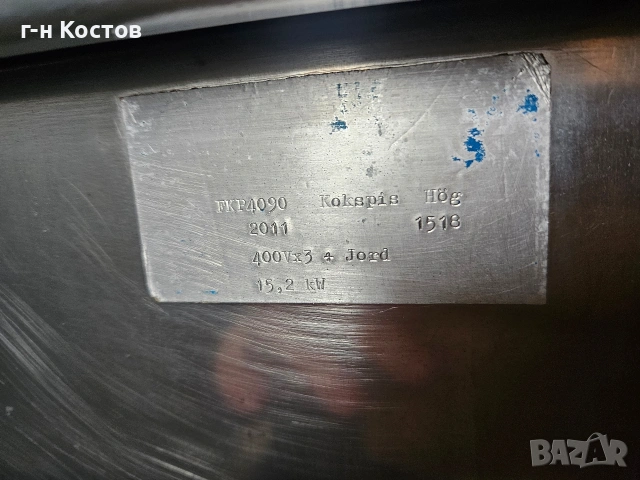 г-н Костов
FKP4090 Kokspis Hög
2011 1518
400Vx3 + Jord
15,2 kW
BAZAR